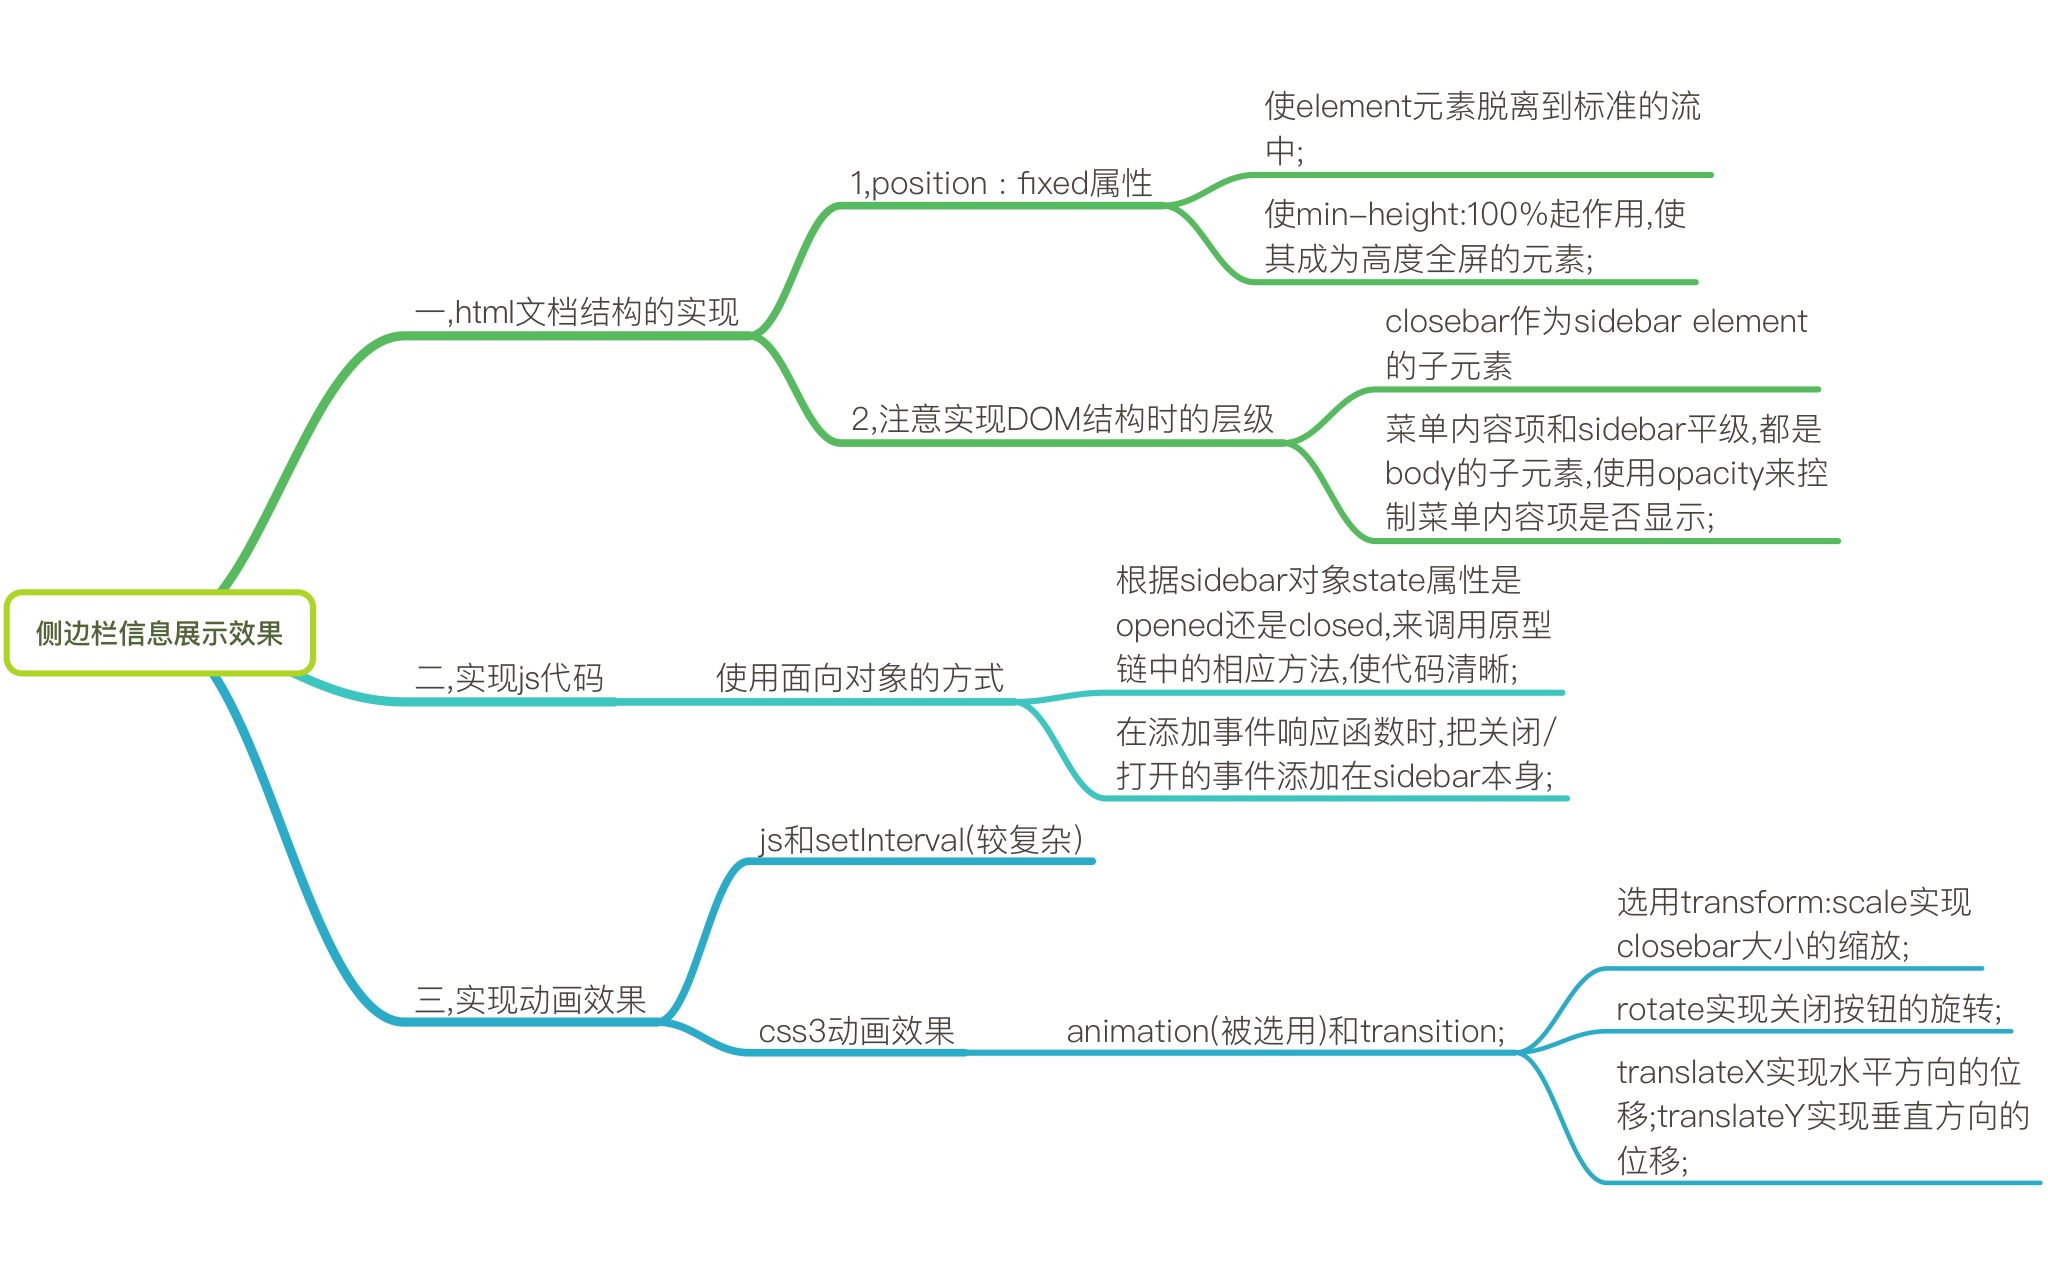 侧边栏信息展示效果
一,html文档结构的实现
1,position : fixed属性
使element元素脱离到标准的流
中;
使min-height:100%起作用,使
其成为高度全屏的元素;
2,注意实现DOM结构时的层级
closebar作为sidebar element
的子元素
菜单内容项和sidebar平级,都是
body的子元素,使用opacity来控
制菜单内容项是否显示;
二,实现js代码
使用面向对象的方式
根据sidebar对象state属性是
opened还是closed,来调用原型
链中的相应方法,使代码清晰;
在添加事件响应函数时,把关闭/
打开的事件添加在sidebar本身;
三,实现动画效果
js和setInterval(较复杂)
css3动画效果
animation(被选用)和transition;
选用transform:scale实现
closebar大小的缩放;
rotate实现关闭按钮的旋转;
translateX实现水平方向的位
移;translateY实现垂直方向的
位移;